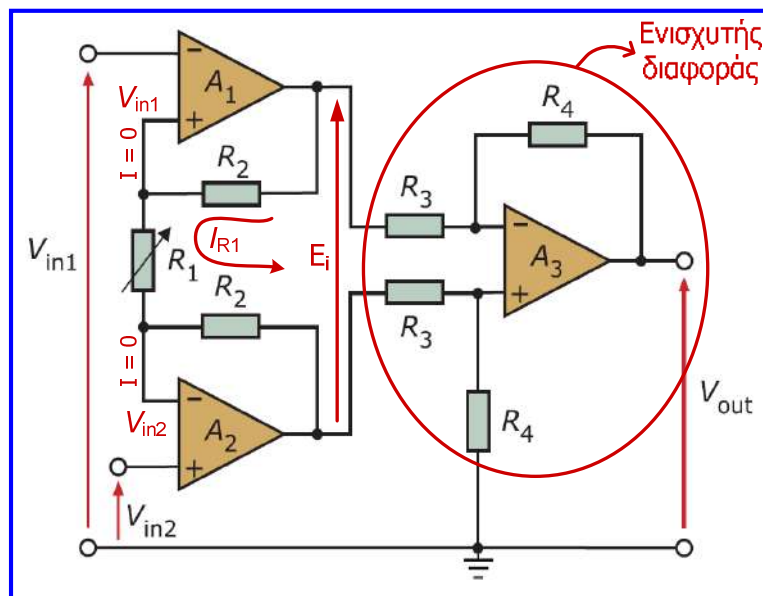 Ενισχυτής
διαφοράς
−
A1
+
Vin1
I = 0
R2
R4
R3
−
A3
+
IR1
Ei
Vin1
R1
R2
R3
I = 0
Vin2
−
A2
+
R4
Vout
Vin2